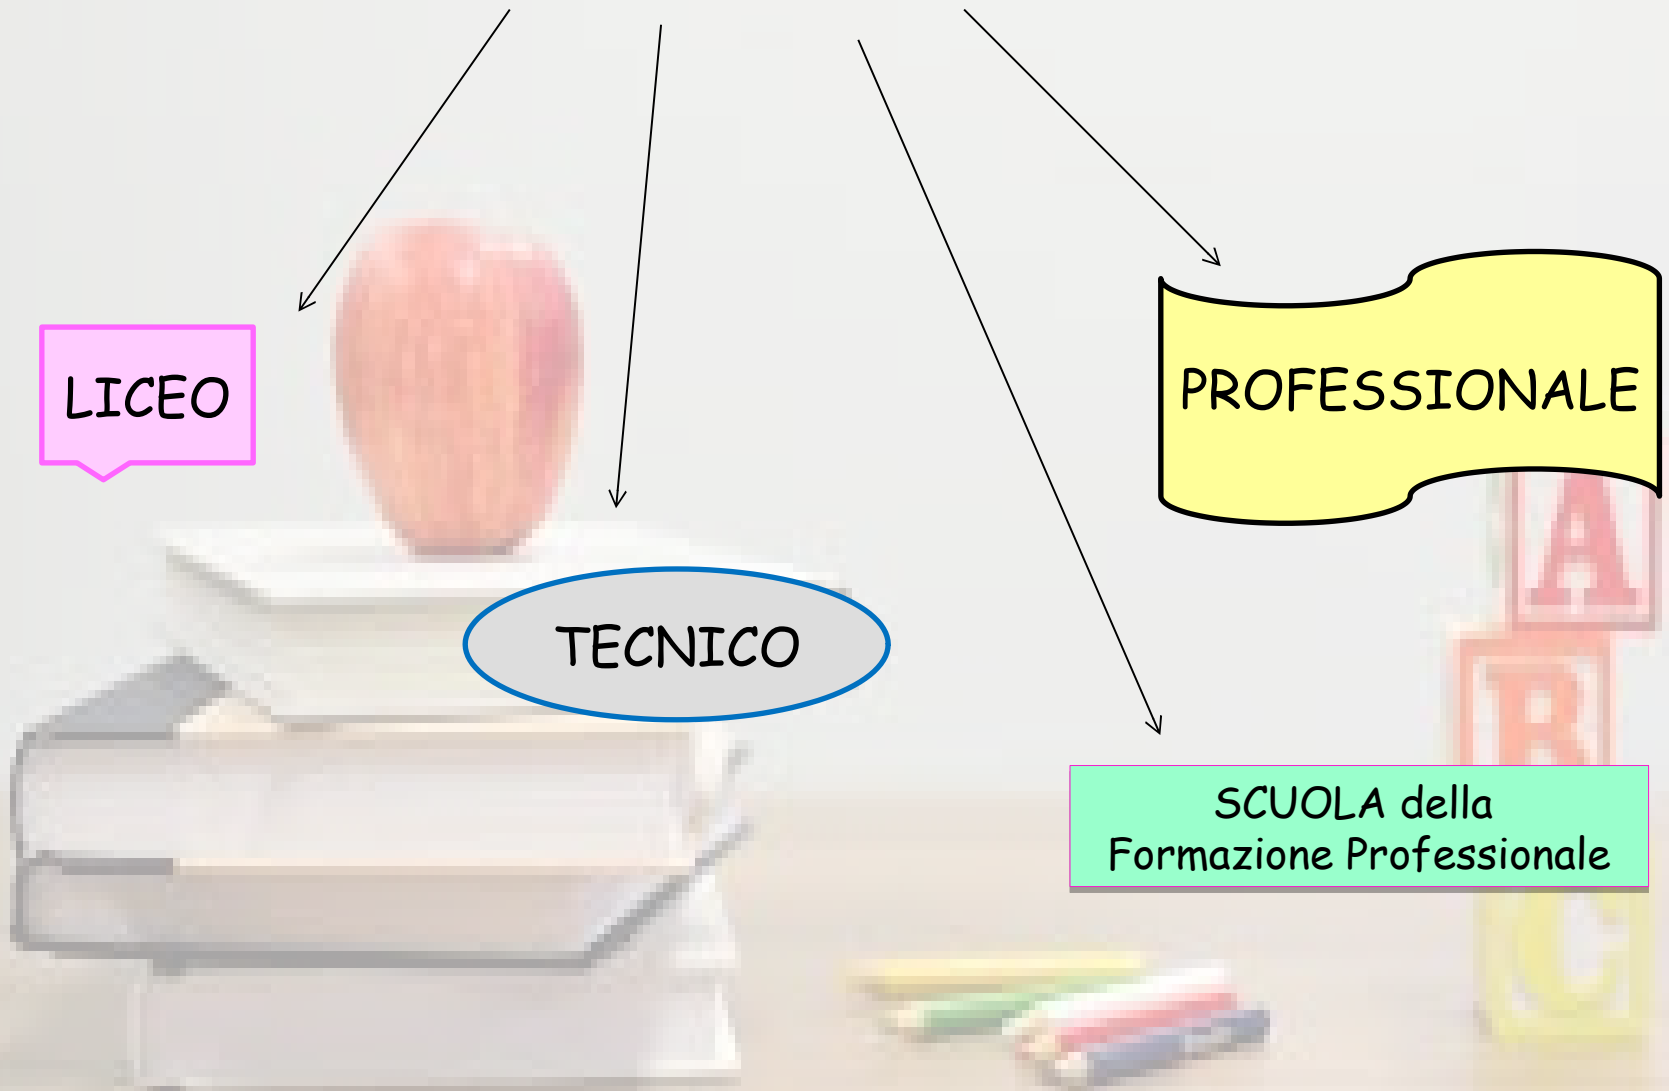 LICEO
PROFESSIONALE
TECNICO
SCUOLA della
Formazione Professionale
A
B
C